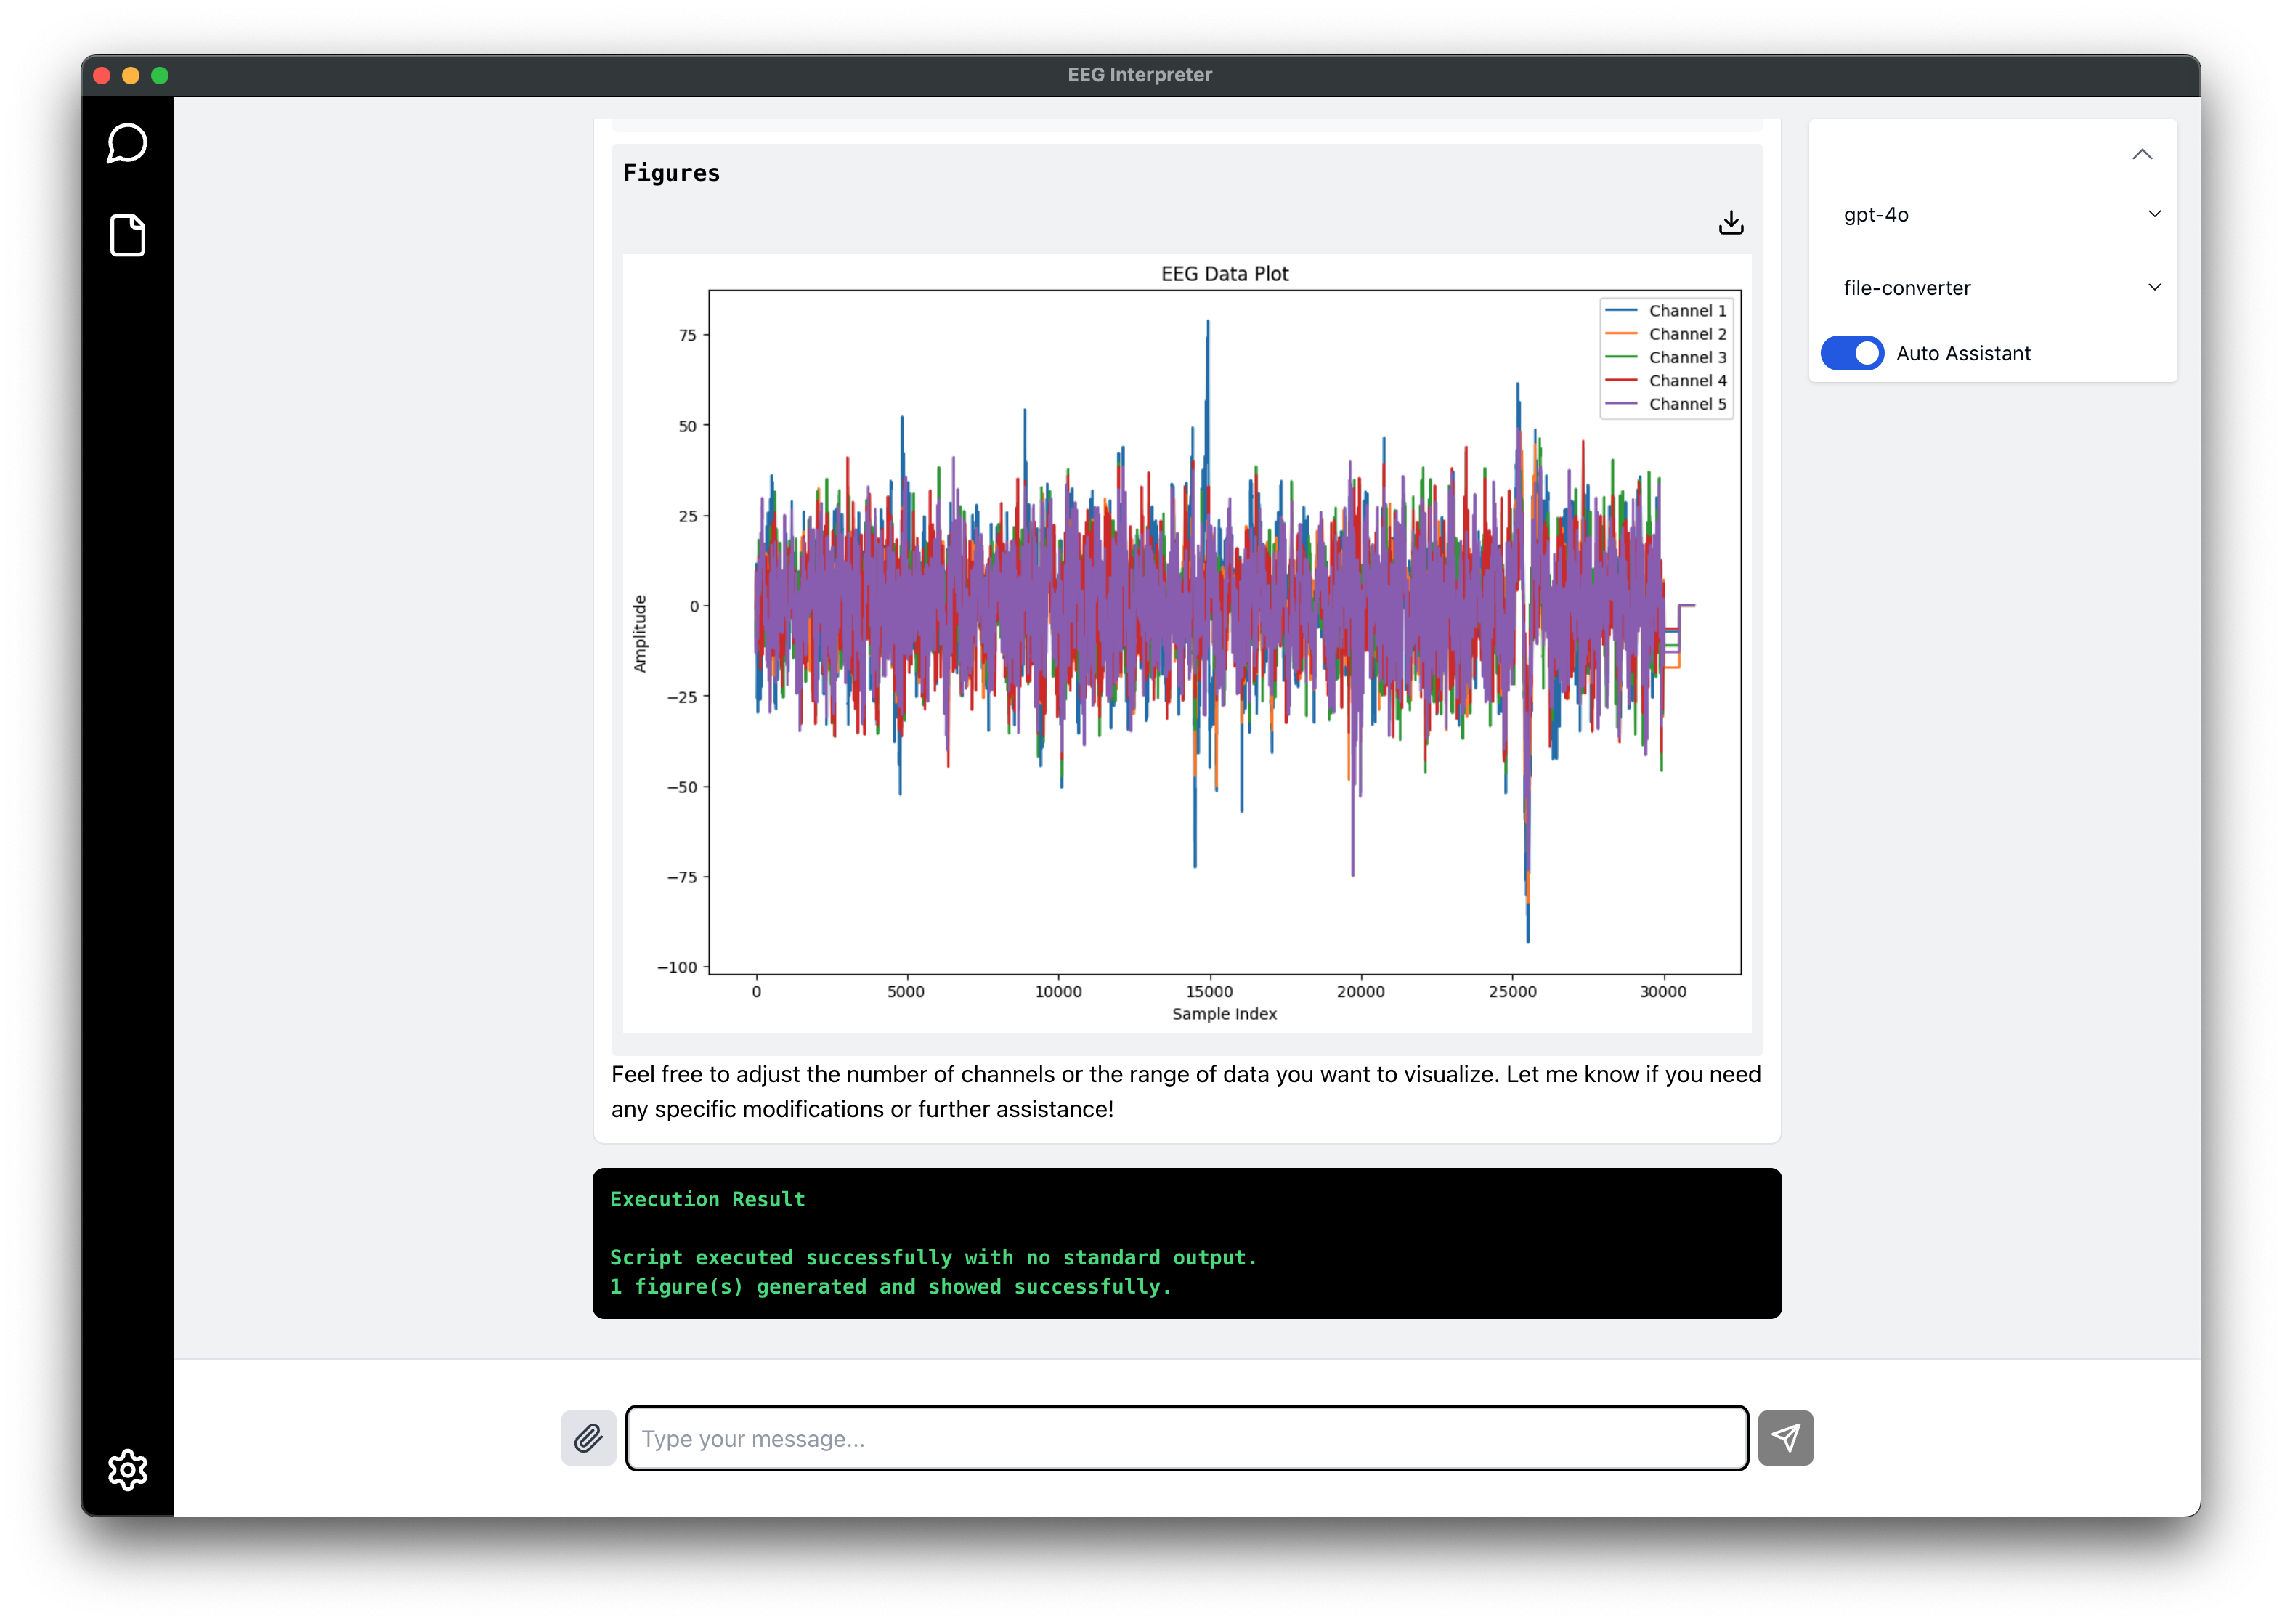 EEG Interpreter
Figures
EEG Data Plot
Channel 1
Channel 2
Channel 3
Channel 4
Channel 5
75
50
25
0
−25
−50
−75
−100
Amplitude
0 5000 10000 15000 20000 25000 30000
Sample Index
Feel free to adjust the number of channels or the range of data you want to visualize. Let me know if you need
any specific modifications or further assistance!
Execution Result
Script executed successfully with no standard output.
1 figure(s) generated and showed successfully.
Type your message...
gpt-4o
file-converter
Auto Assistant